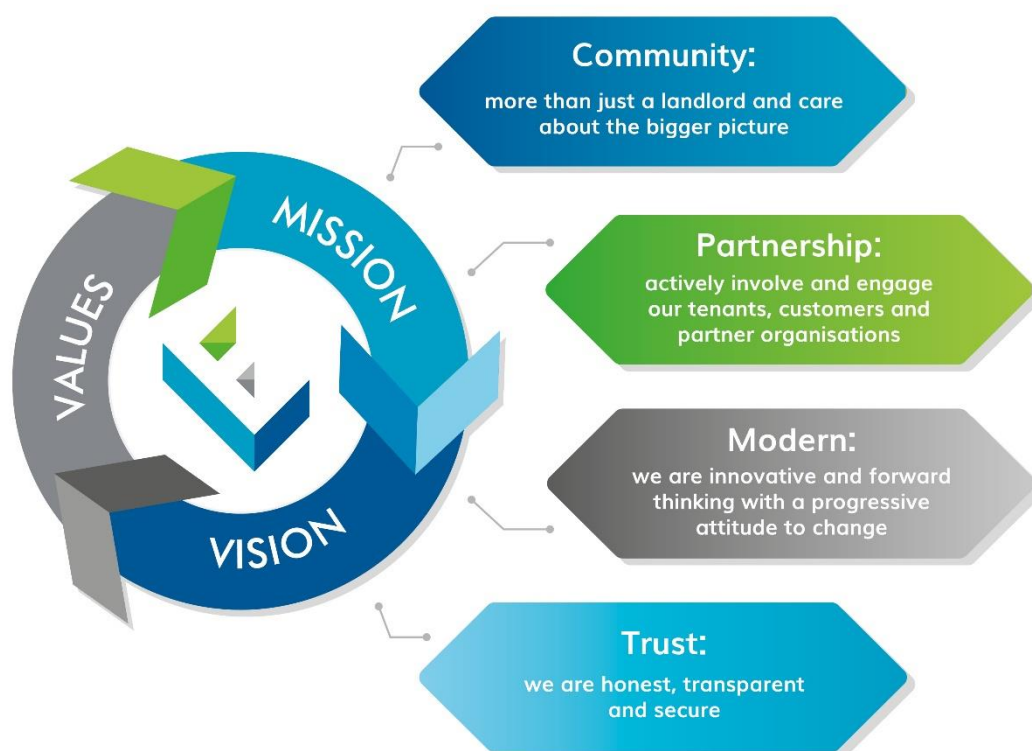 Community:
more than just a landlord and care
about the bigger picture
MISSION
VALUES
VISION
Partnership:
actively involve and engage
our tenants, customers and
partner organisations
Modern:
we are innovative and forward
thinking with a progressive
attitude to change
Trust:
we are honest, transparent
and secure